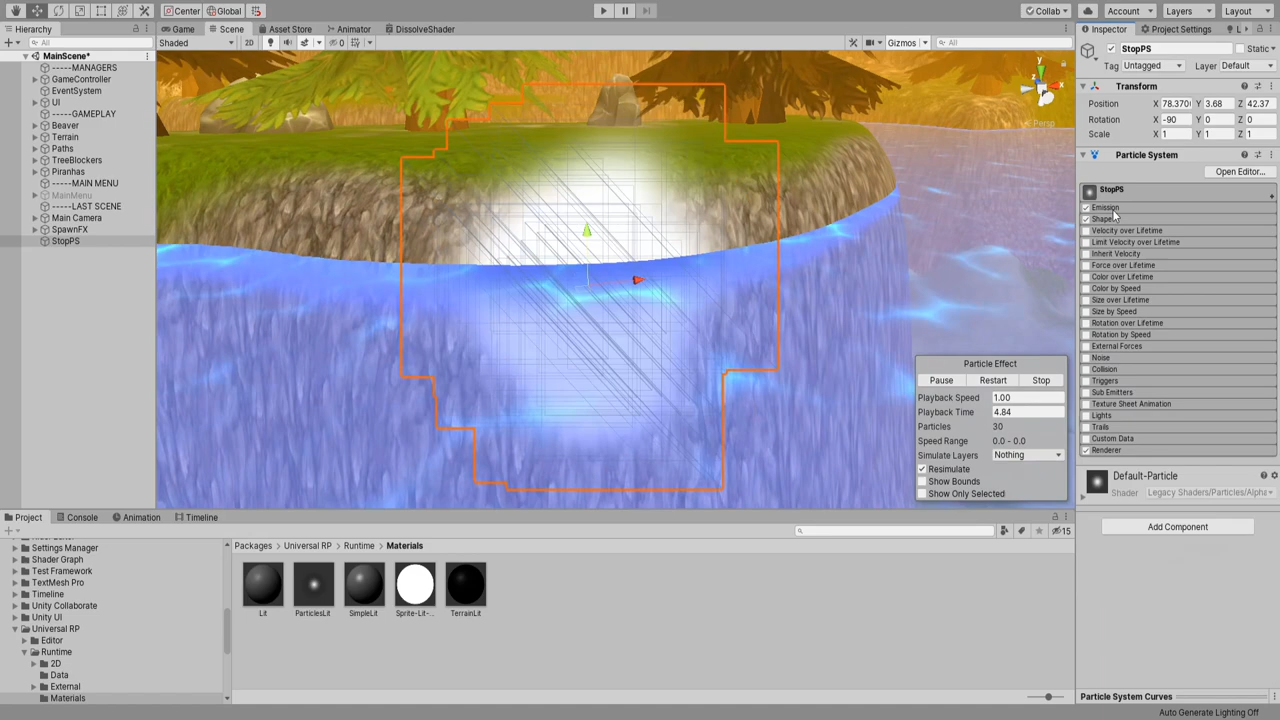 Center Global Collab Account Layers Layout
Hierarchy Game Scene Asset Store Animator DissolveShader Inspector Project Settings L
All Shaded 2D 0 Gizmos All
MainScene*
-----MANAGERS
GameController
EventSystem
UI
-----GAMEPLAY
Beaver
Terrain
Paths
TreeBlockers
Piranhas
-----MAIN MENU
MainMenu
-----LAST SCENE
Main Camera
SpawnFX
StopPS
y
x
Persp
Particle Effect
Pause Restart Stop
Playback Speed 1.00
Playback Time 4.84
Particles 30
Speed Range 0.0 - 0.0
Simulate Layers Nothing
Resimulate
Show Bounds
Show Only Selected
StopPS Static
Tag Untagged Layer Default
Transform
Position X 78.370 Y 3.68 Z 42.37
Rotation X -90 Y 0 Z 0
Scale X 1 Y 1 Z 1
Particle System
Open Editor...
StopPS
Emission
Shape
Velocity over Lifetime
Limit Velocity over Lifetime
Inherit Velocity
Force over Lifetime
Color over Lifetime
Color by Speed
Size over Lifetime
Size by Speed
Rotation over Lifetime
Rotation by Speed
External Forces
Noise
Collision
Triggers
Sub Emitters
Texture Sheet Animation
Lights
Trails
Custom Data
Renderer
Default-Particle
Shader Legacy Shaders/Particles/Alpha
Add Component
Particle System Curves
Project Console Animation Timeline
15
Settings Manager
Shader Graph
Test Framework
TextMesh Pro
Timeline
Unity Collaborate
Unity UI
Universal RP
Editor
Runtime
2D
Data
External
Materials
Packages Universal RP Runtime Materials
Lit ParticlesLit SimpleLit Sprite-Lit-... TerrainLit
Auto Generate Lighting Off